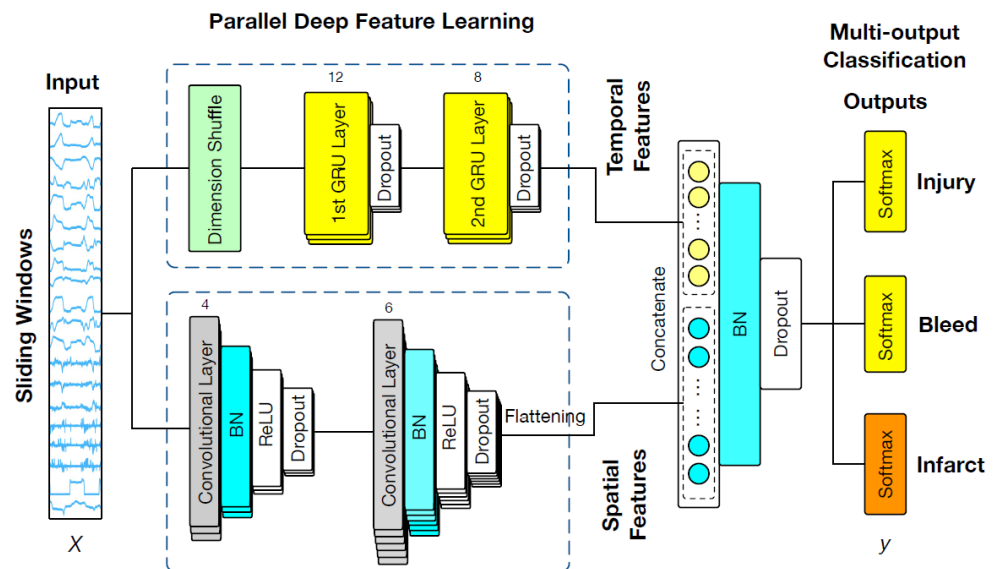 Parallel Deep Feature Learning
Multi-output
Classification
Input
Outputs
Sliding Windows
X
Dimension Shuffle
12
1st GRU Layer
Dropout
8
2nd GRU Layer
Dropout
Temporal
Features
4
Convolutional Layer
BN
ReLU
Dropout
6
Convolutional Layer
BN
ReLU
Dropout
Flattening
Spatial
Features
Concatenate
BN
Dropout
Softmax
Injury
Softmax
Bleed
Softmax
Infarct
y